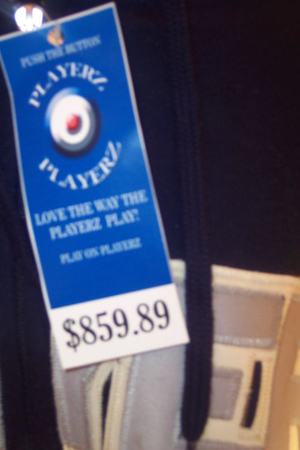 PUSH THE BUTTON
PLAYERZ
PLAYERZ
LOVE THE WAY THE
PLAYERZ PLAY?
PLAY ON PLAYERZ
$859.89